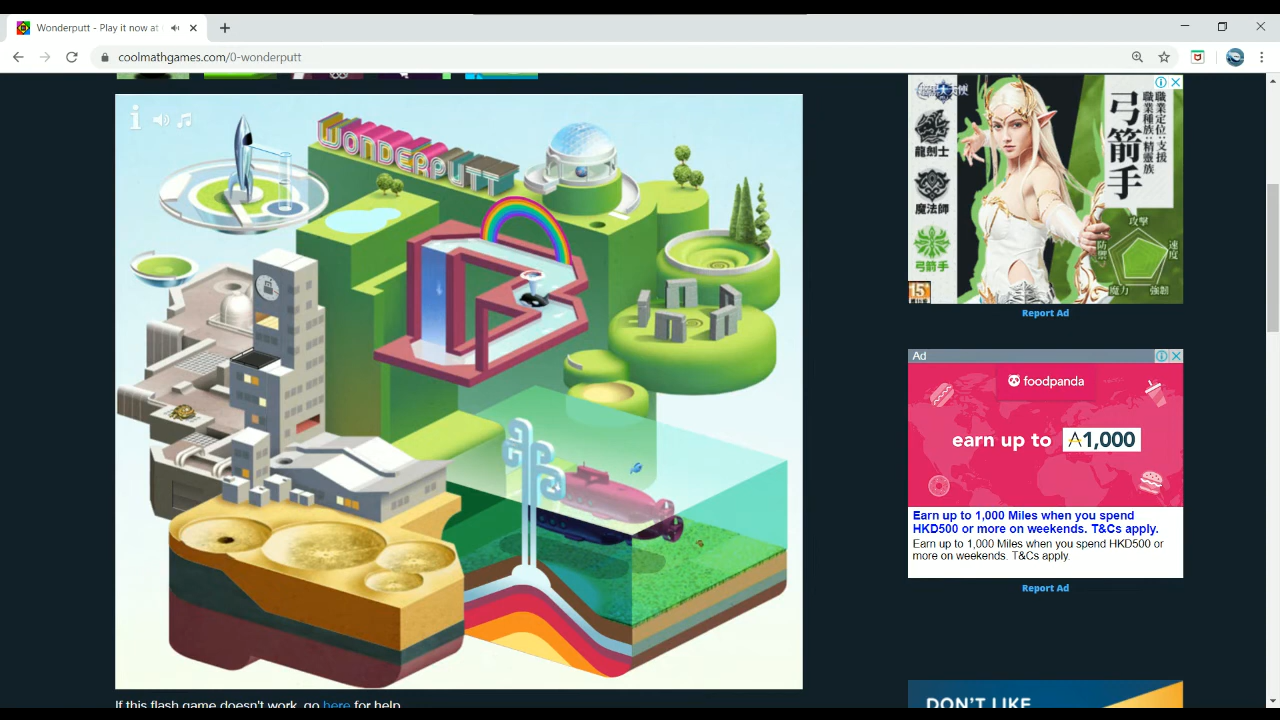 Wonderputt - Play it now at
coolmathgames.com/0-wonderputt
i
WONDERPUTT
If this flash game doesn't work, go here for help.
大天使
龍劍士
魔法師
弓箭手
弓箭手
職業定位:支援
職業種族:精靈族
攻擊
速度
強韌
魔力
防禦
15+
Report Ad
Ad
foodpanda
earn up to 1,000
Earn up to 1,000 Miles when you spend
HKD500 or more on weekends. T&Cs apply.
Earn up to 1,000 Miles when you spend HKD500 or
more on weekends. T&Cs apply.
Report Ad
DON'T LIKE